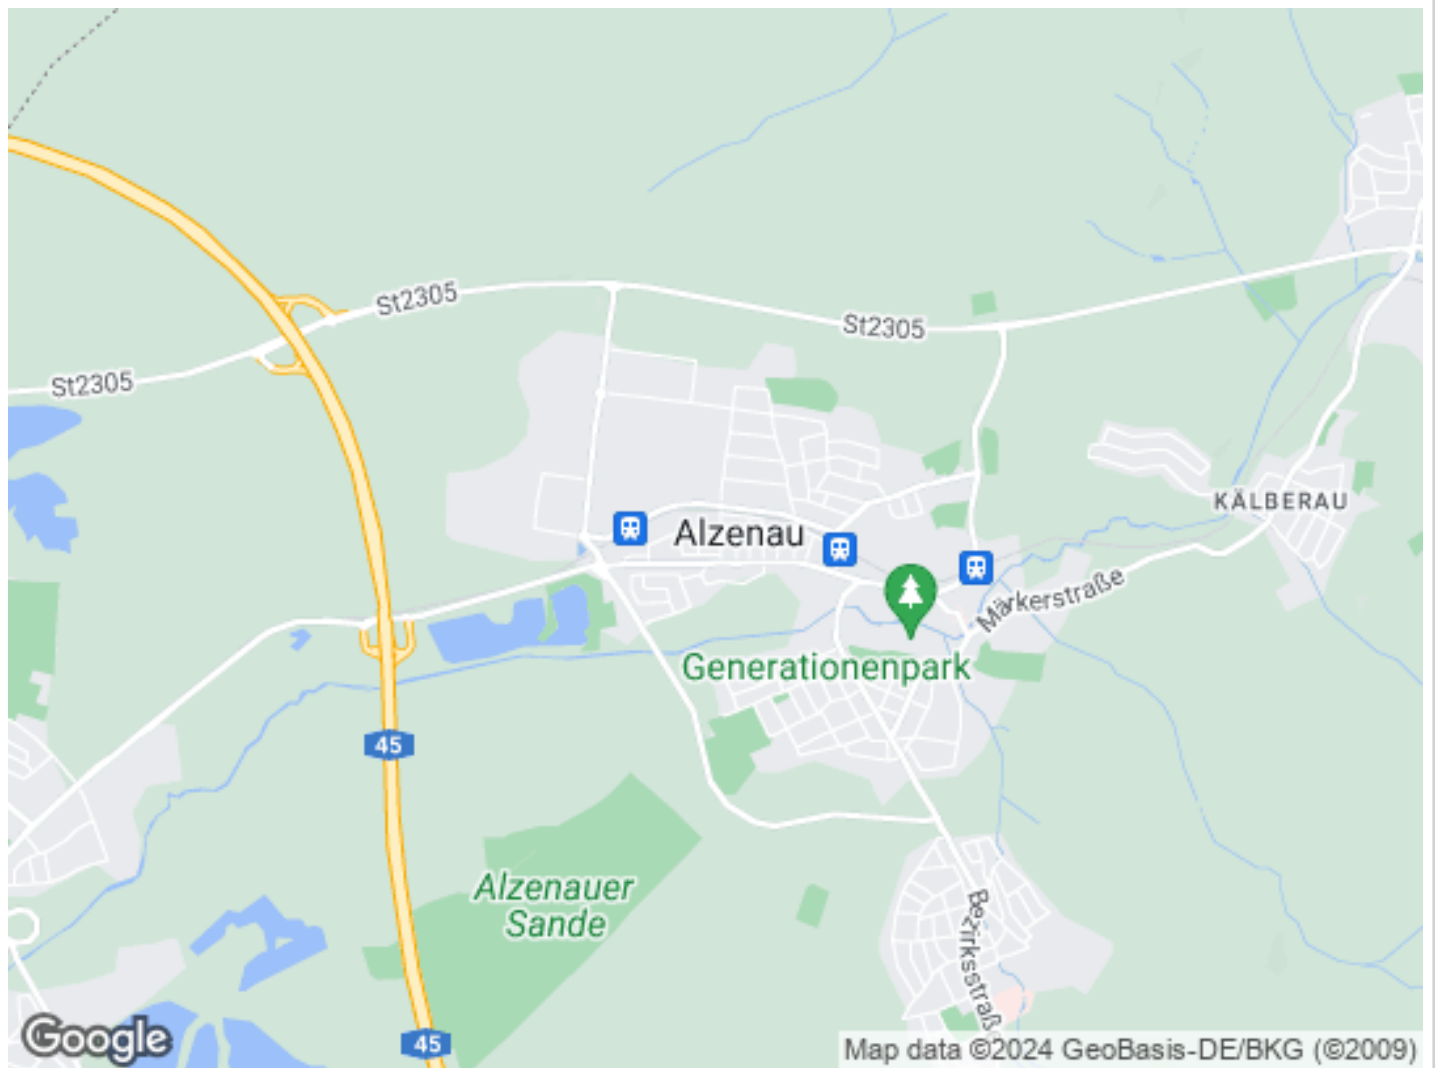 St2305
St2305
St2305
KÄLBERAU
Alzenau
Märkerstraße
Generationenpark
45
Alzenauer
Sande
Bezirksstraße
45
Google
Map data ©2024 GeoBasis-DE/BKG (©2009)